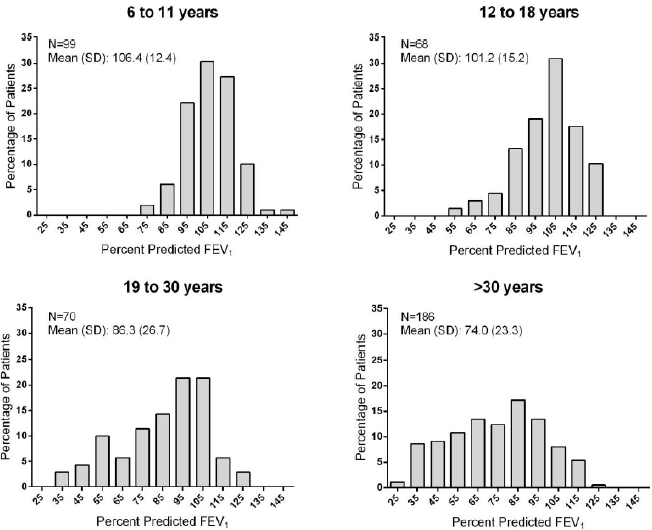 6 to 11 years
N=99
Mean (SD): 106.4 (12.4)
Percentage of Patients
35
30
25
20
15
10
5
0
25 35 45 55 65 75 85 95 105 115 125 135 145
Percent Predicted FEV1
12 to 18 years
N=68
Mean (SD): 101.2 (15.2)
Percentage of Patients
35
30
25
20
15
10
5
0
25 35 45 55 65 75 85 95 105 115 125 135 145
Percent Predicted FEV1
19 to 30 years
N=70
Mean (SD): 86.3 (26.7)
Percentage of Patients
35
30
25
20
15
10
5
0
25 35 45 55 65 75 85 95 105 115 125 135 145
Percent Predicted FEV1
>30 years
N=186
Mean (SD): 74.0 (23.3)
Percentage of Patients
35
30
25
20
15
10
5
0
25 35 45 55 65 75 85 95 105 115 125 135 145
Percent Predicted FEV1